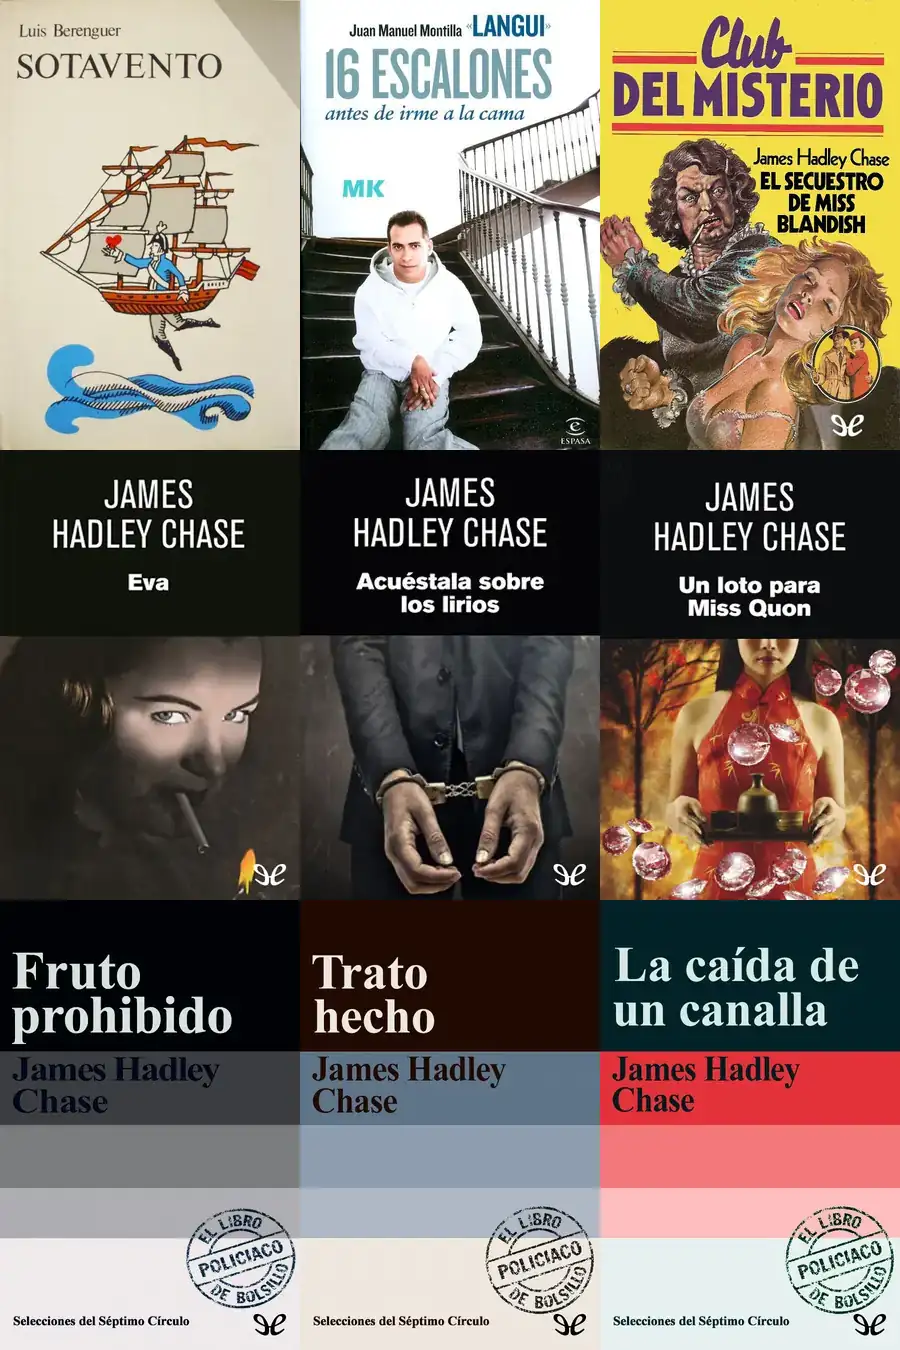 Luis Berenguer
SOTAVENTO
Juan Manuel Montilla «LANGUI»
16 ESCALONES
antes de irme a la cama
MK
e
ESPASA
Club
DEL MISTERIO
James Hadley Chase
EL SECUESTRO
DE MISS
BLANDISH
JAMES
HADLEY CHASE
Eva
JAMES
HADLEY CHASE
Acuéstala sobre
los lirios
JAMES
HADLEY CHASE
Un loto para
Miss Quon
Fruto
prohibido
James Hadley
Chase
EL LIBRO
POLICIACO
DE BOLSILLO
Selecciones del Séptimo Círculo
Trato
hecho
James Hadley
Chase
EL LIBRO
POLICIACO
DE BOLSILLO
Selecciones del Séptimo Círculo
La caída de
un canalla
James Hadley
Chase
EL LIBRO
POLICIACO
DE BOLSILLO
Selecciones del Séptimo Círculo